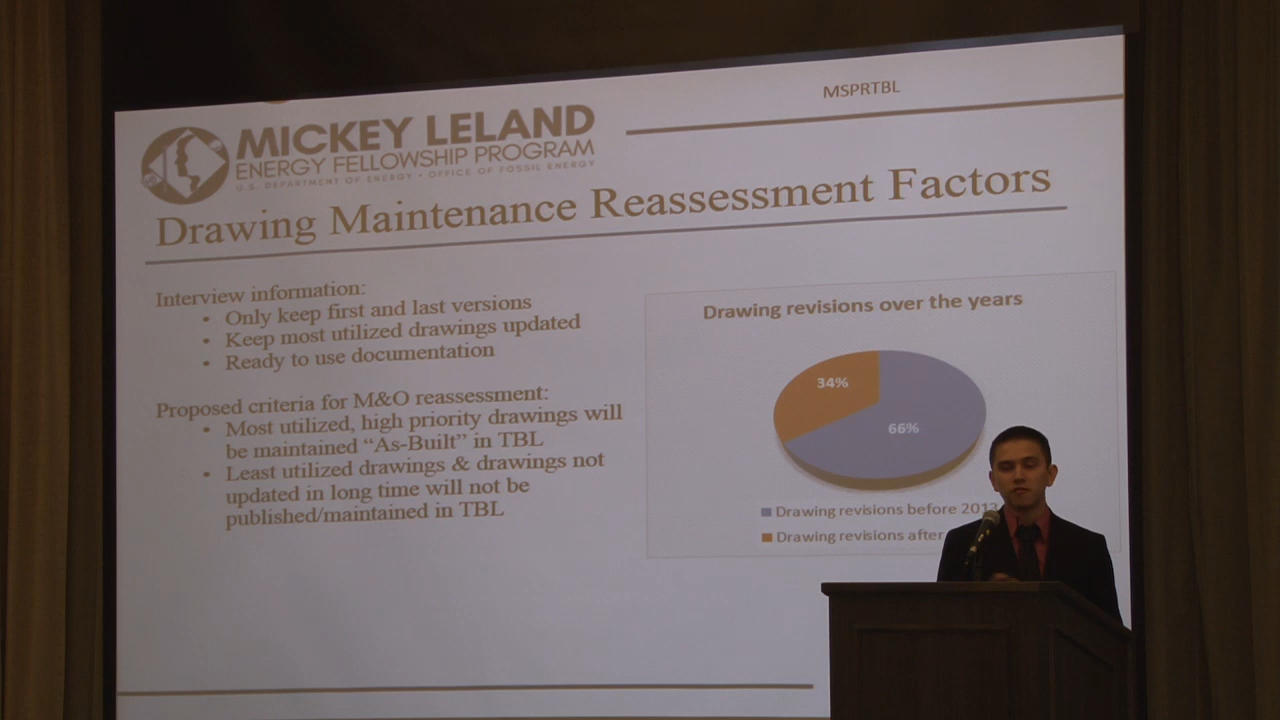 MSPRTBL
MICKEY LELAND
ENERGY FELLOWSHIP PROGRAM
U.S. DEPARTMENT OF ENERGY • OFFICE OF FOSSIL ENERGY
Drawing Maintenance Reassessment Factors
Interview information:
• Only keep first and last versions
• Keep most utilized drawings updated
• Ready to use documentation
Proposed criteria for M&O reassessment:
• Most utilized, high priority drawings will
be maintained “As-Built” in TBL
• Least utilized drawings & drawings not
updated in long time will not be
published/maintained in TBL
Drawing revisions over the years
34%
66%
Drawing revisions before
Drawing revisions after